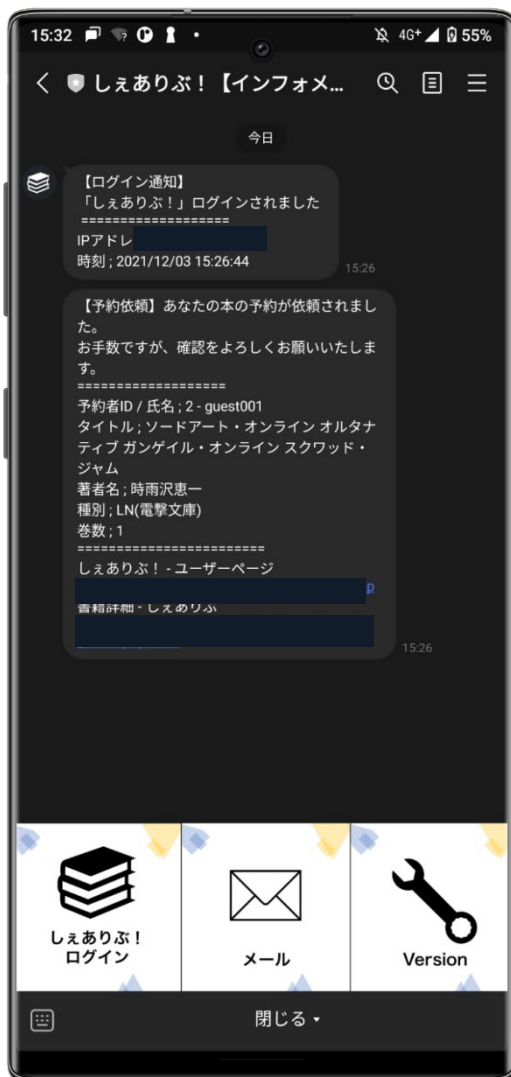 15:32
4G+
55%
しぇありぶ！【インフォメ...
今日
【ログイン通知】
「しぇありぶ！」ログインされました
===================
IPアドレ
時刻 ; 2021/12/03 15:26:44
15:26
【予約依頼】あなたの本の予約が依頼されまし
た。
お手数ですが、確認をよろしくお願いいたしま
す。
===================
予約者ID / 氏名 ; 2 - guest001
タイトル ; ソードアート・オンライン オルタナ
ティブ ガンゲイル・オンライン スクワッド・
ジャム
著者名 ; 時雨沢恵一
種別 ; LN(電撃文庫)
巻数 ; 1
========================
しぇありぶ！ - ユーザーページ
p
書籍詳細 - しぇありぶ
15:26
しぇありぶ！
ログイン
メール
Version
閉じる